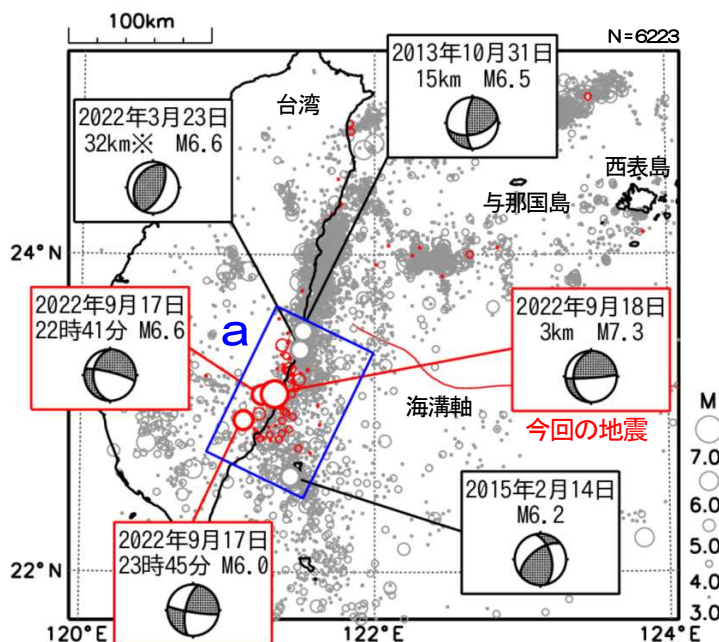 100km
N=6223
2013年10月31日
15km M6.5
台湾
2022年3月23日
32km※ M6.6
西表島
与那国島
24°N
2022年9月17日
22時41分 M6.6
a
2022年9月18日
3km M7.3
海溝軸
今回の地震
M
7.0
6.0
5.0
4.0
3.0
2015年2月14日
M6.2
22°N
2022年9月17日
23時45分 M6.0
120°E
122°E
124°E